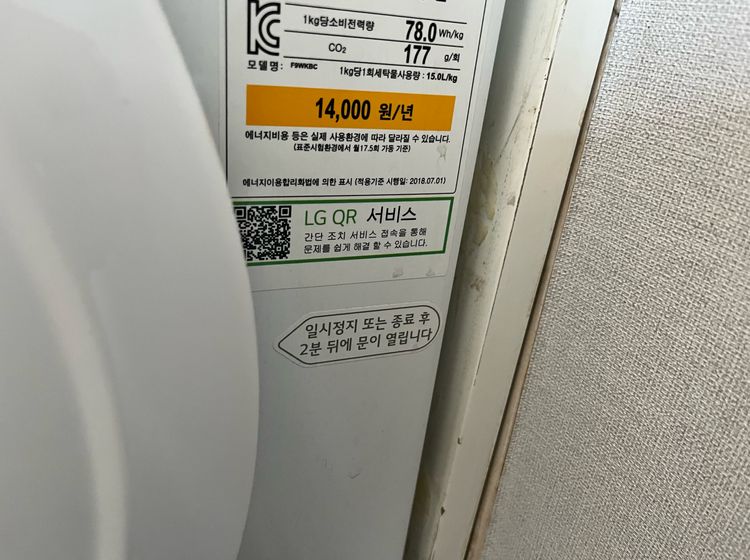 1kg당소비전력량 78.0 Wh/kg
CO₂ 177 g/회
모델명: F9WKBC 1kg당1회세탁물사용량 : 15.0L/kg
14,000 원/년
에너지비용 등은 실제 사용환경에 따라 달라질 수 있습니다.
(표준시험환경에서 월17.5회 가동 기준)
에너지이용합리화법에 의한 표시 (적용기준 시행일: 2018.07.01)
LG QR 서비스
간단 조치 서비스 접속을 통해
문제를 쉽게 해결 할 수 있습니다.
일시정지 또는 종료 후
2분 뒤에 문이 열립니다